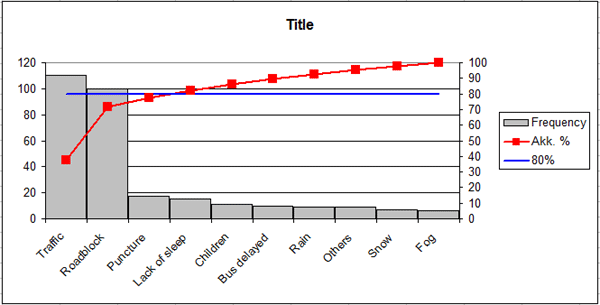 Title
120
100
80
60
40
20
0
100
90
80
70
60
50
40
30
20
10
0
Traffic
Roadblock
Puncture
Lack of sleep
Children
Bus delayed
Rain
Others
Snow
Fog
Frequency
Akk. %
80%